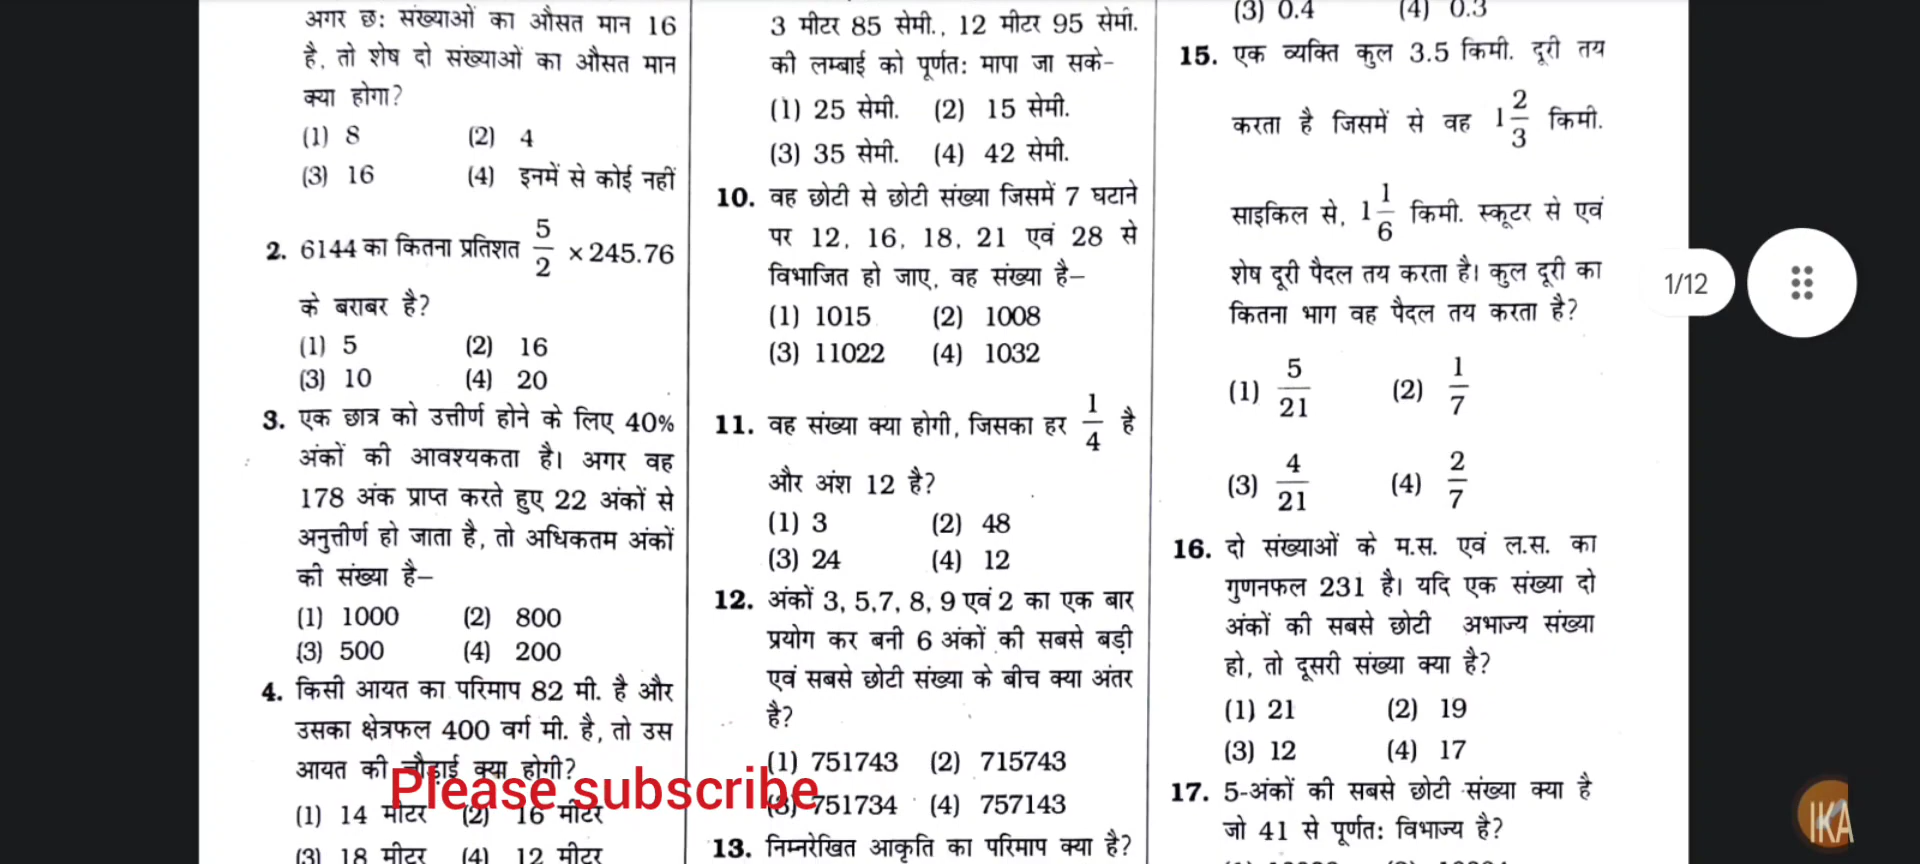 अगर छ: संख्याओं का औसत मान 16
है, तो शेष दो संख्याओं का औसत मान
क्या होगा?
(1) 8 (2) 4
(3) 16 (4) इनमें से कोई नहीं
2. 6144 का कितना प्रतिशत 5/2 × 245.76
के बराबर है?
(1) 5 (2) 16
(3) 10 (4) 20
3. एक छात्र को उत्तीर्ण होने के लिए 40%
अंकों की आवश्यकता है। अगर वह
178 अंक प्राप्त करते हुए 22 अंकों से
अनुत्तीर्ण हो जाता है, तो अधिकतम अंकों
की संख्या है–
(1) 1000 (2) 800
(3) 500 (4) 200
4. किसी आयत का परिमाप 82 मी. है और
उसका क्षेत्रफल 400 वर्ग मी. है, तो उस
आयत की चौड़ाई क्या होगी?
(1) 14 मीटर (2) 16 मीटर
(3) 18 मीटर (4) 12 मीटर
3 मीटर 85 सेमी., 12 मीटर 95 सेमी.
की लम्बाई को पूर्णत: मापा जा सके–
(1) 25 सेमी. (2) 15 सेमी.
(3) 35 सेमी. (4) 42 सेमी.
10. वह छोटी से छोटी संख्या जिसमें 7 घटाने
पर 12, 16, 18, 21 एवं 28 से
विभाजित हो जाए, वह संख्या है–
(1) 1015 (2) 1008
(3) 11022 (4) 1032
11. वह संख्या क्या होगी, जिसका हर 1/4 है
और अंश 12 है?
(1) 3 (2) 48
(3) 24 (4) 12
12. अंकों 3, 5,7, 8, 9 एवं 2 का एक बार
प्रयोग कर बनी 6 अंकों की सबसे बड़ी
एवं सबसे छोटी संख्या के बीच क्या अंतर
है?
(1) 751743 (2) 715743
(3) 751734 (4) 757143
13. निम्नरेखित आकृति का परिमाप क्या है?
(3) 0.4 (4) 0.3
15. एक व्यक्ति कुल 3.5 किमी. दूरी तय
करता है जिसमें से वह 1 2/3 किमी.
साइकिल से, 1 1/6 किमी. स्कूटर से एवं
शेष दूरी पैदल तय करता है। कुल दूरी का
कितना भाग वह पैदल तय करता है?
(1) 5/21 (2) 1/7
(3) 4/21 (4) 2/7
16. दो संख्याओं के म.स. एवं ल.स. का
गुणनफल 231 है। यदि एक संख्या दो
अंकों की सबसे छोटी अभाज्य संख्या
हो, तो दूसरी संख्या क्या है?
(1) 21 (2) 19
(3) 12 (4) 17
17. 5-अंकों की सबसे छोटी संख्या क्या है
जो 41 से पूर्णत: विभाज्य है?
1/12
Please subscribe
IKA